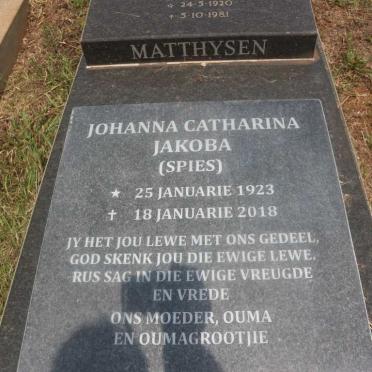 ☆ 24-5-1920
✞ 5-10-1981
MATTHYSEN
JOHANNA CATHARINA
JAKOBA
(SPIES)
★ 25 JANUARIE 1923
✝ 18 JANUARIE 2018
JY HET JOU LEWE MET ONS GEDEEL,
GOD SKENK JOU DIE EWIGE LEWE.
RUS SAG IN DIE EWIGE VREUGDE
EN VREDE
ONS MOEDER, OUMA
EN OUMAGROOTJIE